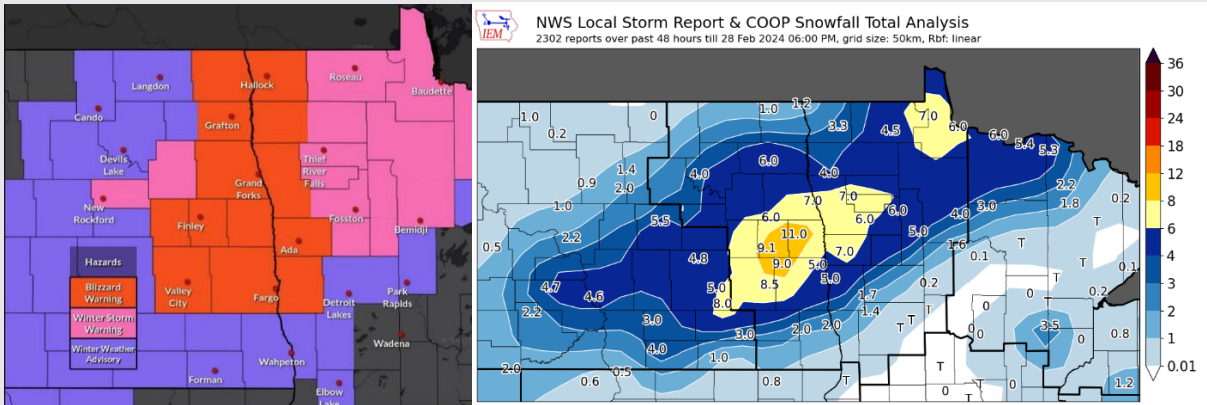 Langdon
Hallock
Roseau
Baudette
Cando
Grafton
Devils
Lake
Thief
River
Falls
Grand
Forks
New
Rockford
Finley
Fosston
Bemidji
Ada
Hazards
Blizzard
Warning
Winter Storm
Warning
Winter Weather
Advisory
Valley
City
Fargo
Detroit
Lakes
Park
Rapids
Wadena
Wahpeton
Forman
Elbow
Lake
IEM
NWS Local Storm Report & COOP Snowfall Total Analysis
2302 reports over past 48 hours till 28 Feb 2024 06:00 PM, grid size: 50km, Rbf: linear
1.0
0.2
0
1.0
1.2
3.3
4.5
7.0
6.0
6.0
5.4
5.3
1.4
2.0
0.9
4.0
6.0
4.0
2.2
1.8
0.2
1.0
7.0
7.0
6.0
6.0
6.0
4.0
3.0
5.5
2.2
0.5
11.0
9.1
9.0
7.0
5.0
5.0
5.0
1.6
0.1
T
T
0.1
4.8
8.5
5.0
8.0
4.7
4.6
2.2
3.0
4.0
3.0
2.0
2.0
1.7
1.4
0.2
T
T
T
0
0
0
0
T
3.5
0.8
2.0
0.5
0.6
1.0
0.8
T
T
T
0
0
1.2
36
30
24
18
12
8
6
4
3
2
1
0.01